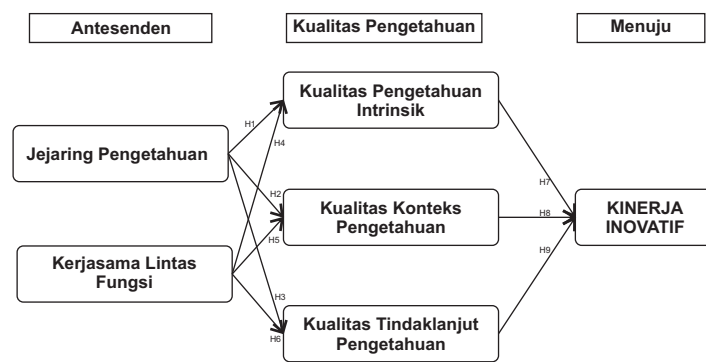 Antesenden
Kualitas Pengetahuan
Menuju
Kualitas Pengetahuan
Intrinsik
H1
H4
Jejaring Pengetahuan
H7
H2
Kualitas Konteks
Pengetahuan
H8
KINERJA
INOVATIF
H5
H9
Kerjasama Lintas
Fungsi
H3
H6
Kualitas Tindaklanjut
Pengetahuan